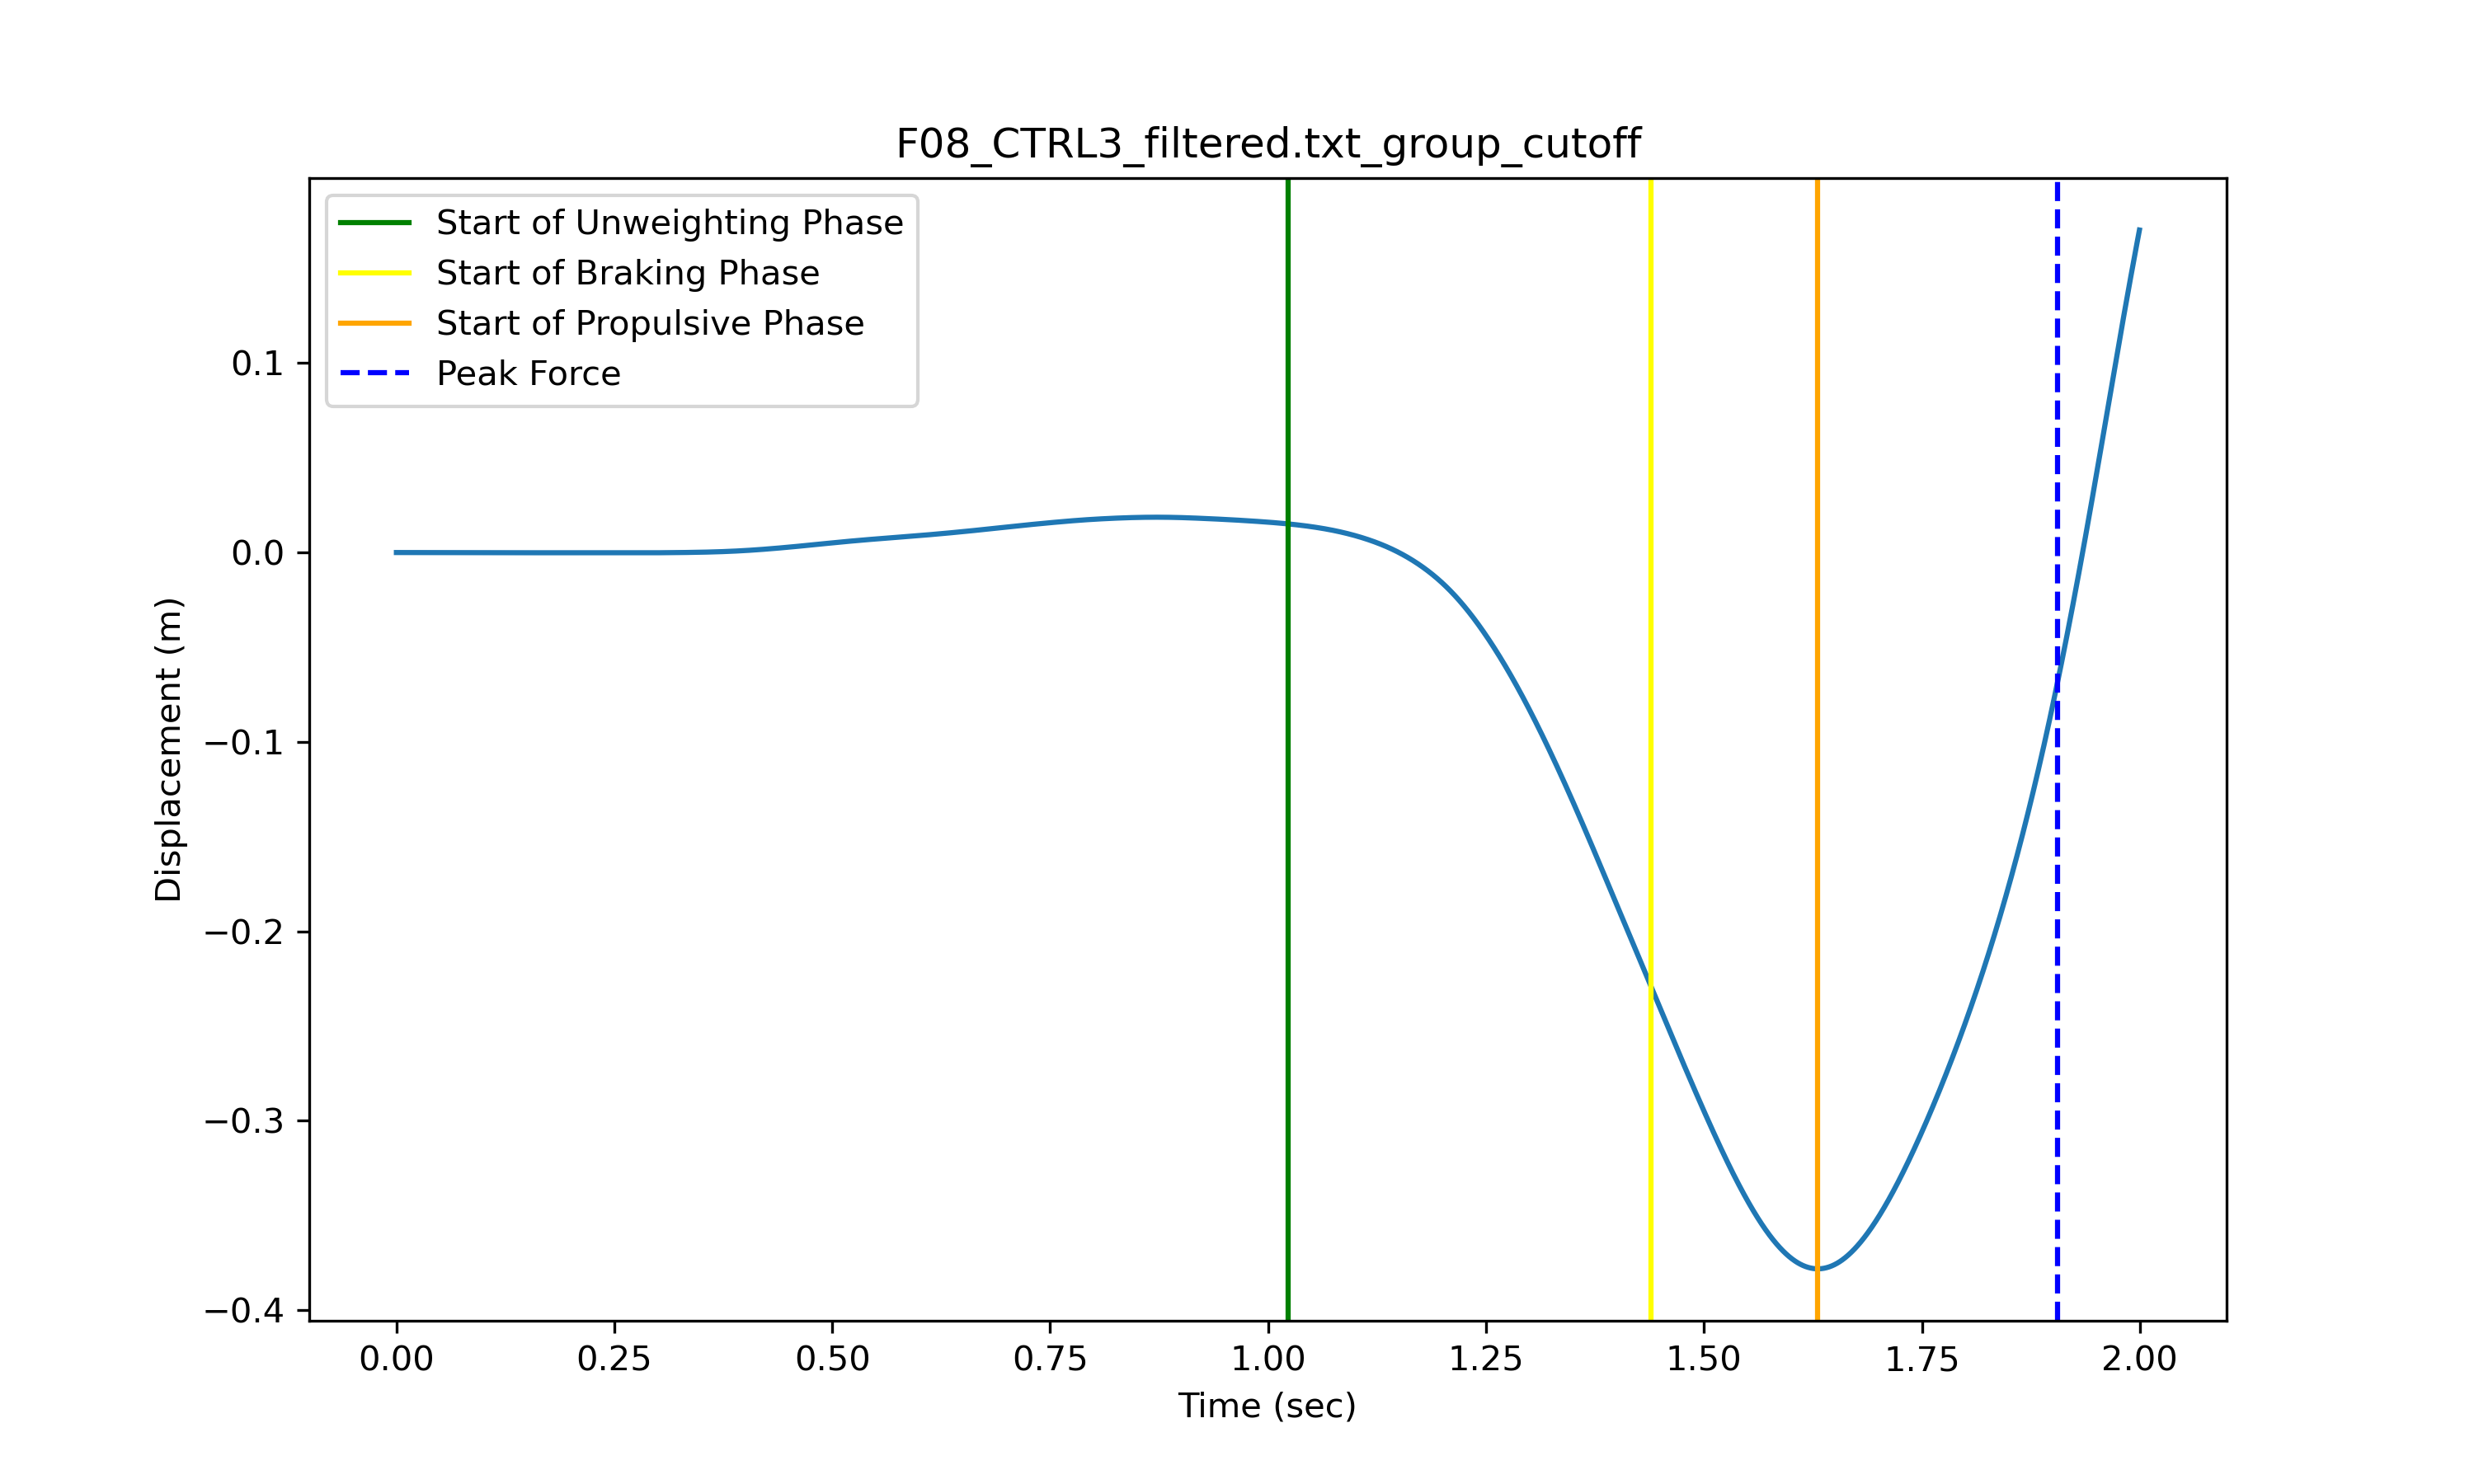 F08_CTRL3_filtered.txt_group_cutoff
Start of Unweighting Phase
Start of Braking Phase
Start of Propulsive Phase
Peak Force
0.1
0.0
−0.1
−0.2
−0.3
−0.4
Displacement (m)
0.00 0.25 0.50 0.75 1.00 1.25 1.50 1.75 2.00
Time (sec)